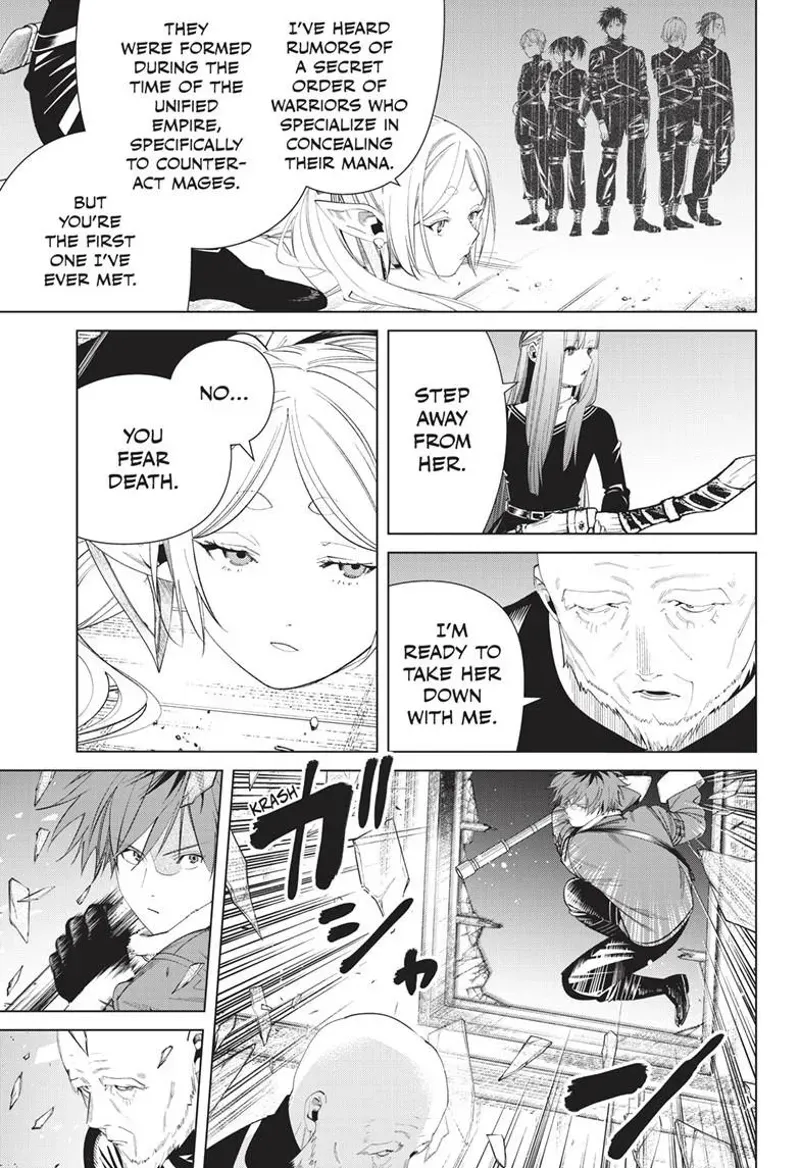 I'VE HEARD
RUMORS OF
A SECRET
ORDER OF
WARRIORS WHO
SPECIALIZE IN
CONCEALING
THEIR MANA.
THEY
WERE FORMED
DURING THE
TIME OF THE
UNIFIED
EMPIRE,
SPECIFICALLY
TO COUNTER-
ACT MAGES.
BUT
YOU'RE
THE FIRST
ONE I'VE
EVER MET.
STEP
AWAY
FROM
HER.
NO...
YOU
FEAR
DEATH.
I'M
READY TO
TAKE HER
DOWN
WITH ME.
KRASH
ガシャッ